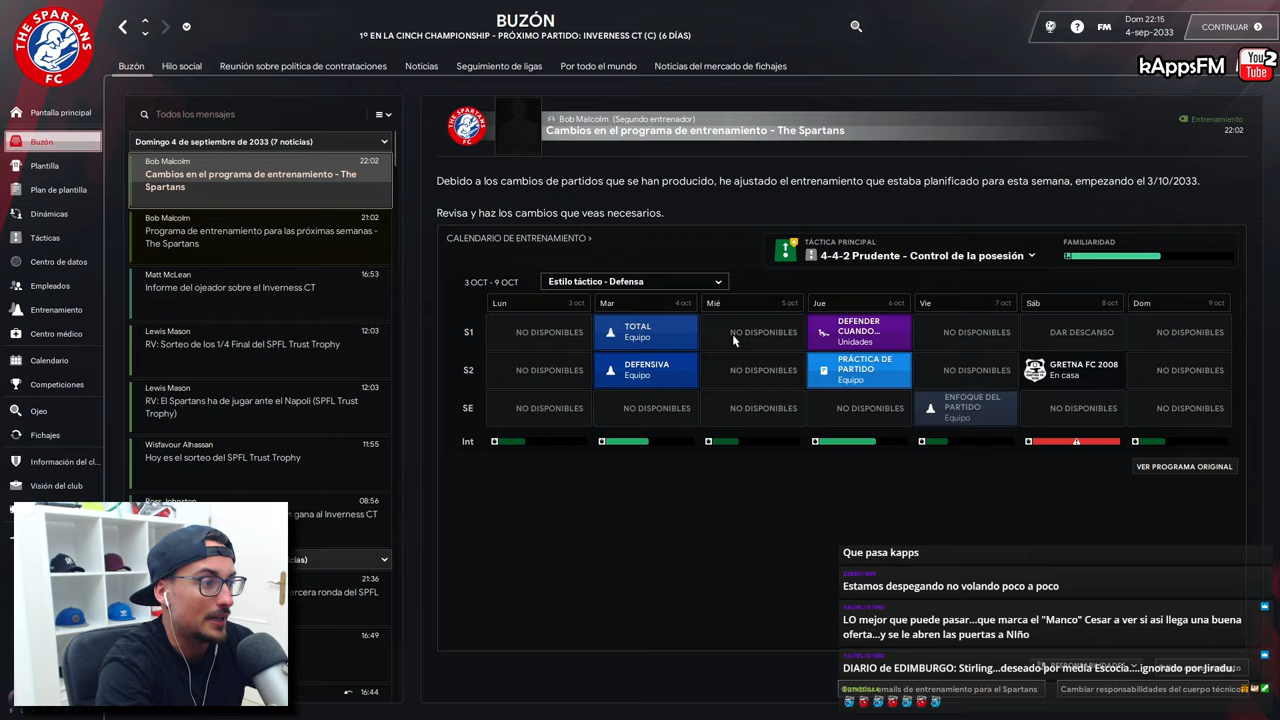 THE SPARTANS
FC
BUZÓN
1º EN LA CINCH CHAMPIONSHIP - PRÓXIMO PARTIDO: INVERNESS CT (C) (6 DÍAS)
FM
Dom 22:15
4-sep-2033
CONTINUAR
kAppsFM
You
Tube
2
Buzón
Hilo social
Reunión sobre política de contrataciones
Noticias
Seguimiento de ligas
Por todo el mundo
Noticias del mercado de fichajes
Pantalla principal
Buzón
Plantilla
Plan de plantilla
Dinámicas
Tácticas
Centro de datos
Empleados
Entrenamiento
Centro médico
Calendario
Competiciones
Ojeo
Fichajes
Información del cl...
Visión del club
Todos los mensajes
Domingo 4 de septiembre de 2033 (7 noticias)
Bob Malcolm 22:02
Cambios en el programa de entrenamiento - The
Spartans
Bob Malcolm 21:02
Programa de entrenamiento para las próximas semanas -
The Spartans
Matt McLean 16:53
Informe del ojeador sobre el Inverness CT
Lewis Mason 12:03
RV: Sorteo de los 1/4 Final del SPFL Trust Trophy
Lewis Mason 12:03
RV: El Spartans ha de jugar ante el Napoli (SPFL Trust
Trophy)
Wisfavour Alhassan 11:55
Hoy es el sorteo del SPFL Trust Trophy
Ross Johnston 08:56
gana al Inverness CT
cias)
21:36
tercera ronda del SPFL
16:49
16:44
Bob Malcolm (Segundo entrenador)
Cambios en el programa de entrenamiento - The Spartans
Entrenamiento
22:02
Debido a los cambios de partidos que se han producido, he ajustado el entrenamiento que estaba planificado para esta semana, empezando el 3/10/2033.
Revisa y haz los cambios que veas necesarios.
CALENDARIO DE ENTRENAMIENTO >
TÁCTICA PRINCIPAL
4-4-2 Prudente - Control de la posesión
FAMILIARIDAD
3 OCT - 9 OCT
Estilo táctico - Defensa
Lun 3 oct
Mar 4 oct
Mié 5 oct
Jue 6 oct
Vie 7 oct
Sáb 8 oct
Dom 9 oct
S1
NO DISPONIBLES
TOTAL
Equipo
NO DISPONIBLES
DEFENDER
CUANDO...
Unidades
NO DISPONIBLES
DAR DESCANSO
NO DISPONIBLES
S2
NO DISPONIBLES
DEFENSIVA
Equipo
NO DISPONIBLES
PRÁCTICA DE
PARTIDO
Equipo
NO DISPONIBLES
GRETNA FC 2008
En casa
NO DISPONIBLES
SE
NO DISPONIBLES
NO DISPONIBLES
NO DISPONIBLES
NO DISPONIBLES
ENFOQUE DEL
PARTIDO
Equipo
NO DISPONIBLES
NO DISPONIBLES
Int
VER PROGRAMA ORIGINAL
Que pasa kapps
Estamos despegando no volando poco a poco
LO mejor que puede pasar...que marca el "Manco" Cesar a ver si asi llega una buena
oferta...y se le abren las puertas a NIño
DIARIO de EDIMBURGO: Stirling...deseado por media Escocia....ignorado por Jiradu.
emails de entrenamiento para el Spartans
Cambiar responsabilidades del cuerpo técnico